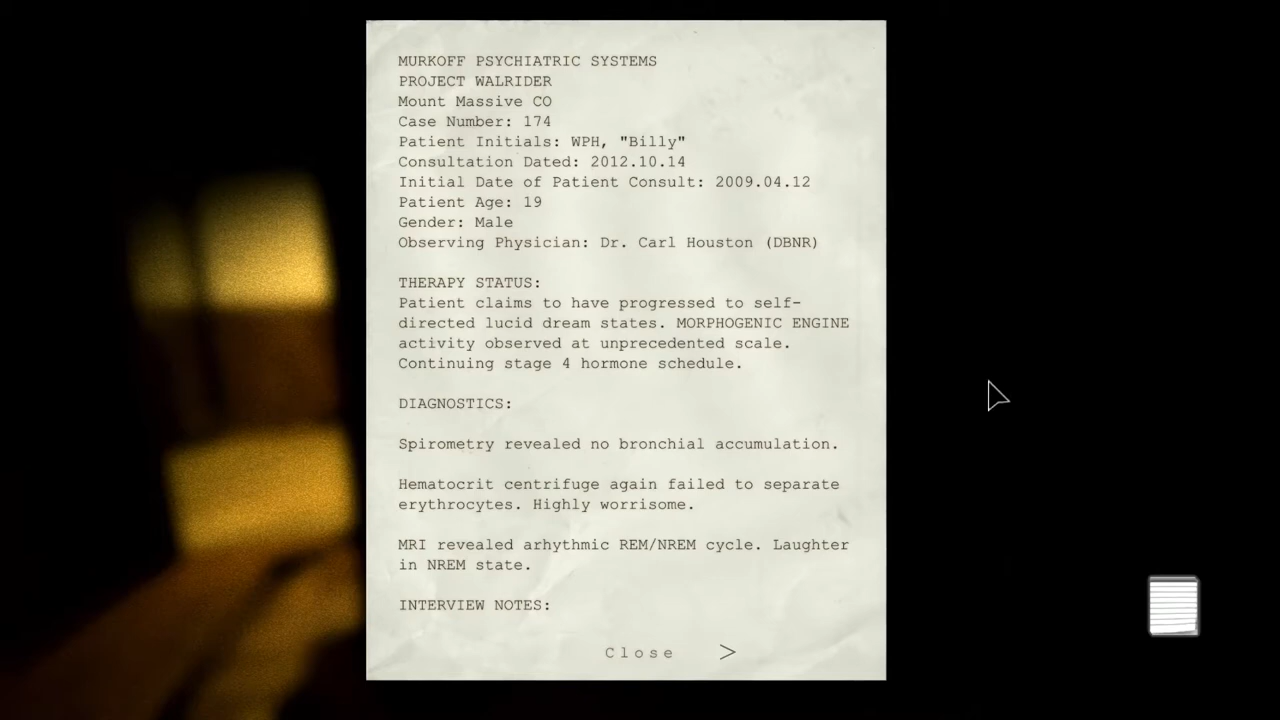 MURKOFF PSYCHIATRIC SYSTEMS
PROJECT WALRIDER
Mount Massive CO
Case Number: 174
Patient Initials: WPH, "Billy"
Consultation Dated: 2012.10.14
Initial Date of Patient Consult: 2009.04.12
Patient Age: 19
Gender: Male
Observing Physician: Dr. Carl Houston (DBNR)
THERAPY STATUS:
Patient claims to have progressed to self-
directed lucid dream states. MORPHOGENIC ENGINE
activity observed at unprecedented scale.
Continuing stage 4 hormone schedule.
DIAGNOSTICS:
Spirometry revealed no bronchial accumulation.
Hematocrit centrifuge again failed to separate
erythrocytes. Highly worrisome.
MRI revealed arhythmic REM/NREM cycle. Laughter
in NREM state.
INTERVIEW NOTES:
Close >